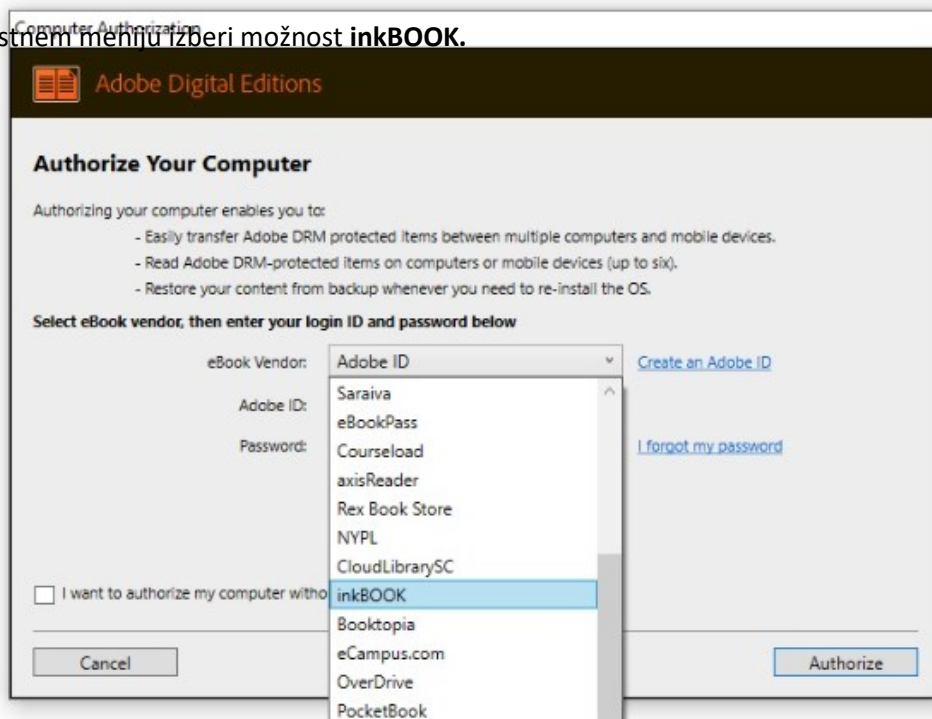 stnem meniju izberi možnost inkBOOK.
Computer Authorization
Adobe Digital Editions
Authorize Your Computer
Authorizing your computer enables you to:
- Easily transfer Adobe DRM protected items between multiple computers and mobile devices.
- Read Adobe DRM-protected items on computers or mobile devices (up to six).
- Restore your content from backup whenever you need to re-install the OS.
Select eBook vendor, then enter your login ID and password below
eBook Vendor: Adobe ID Create an Adobe ID
Saraiva
Adobe ID:
eBookPass
Password: Courseload I forgot my password
axisReader
Rex Book Store
NYPL
CloudLibrarySC
I want to authorize my computer witho inkBOOK
Booktopia
Cancel eCampus.com Authorize
OverDrive
PocketBook